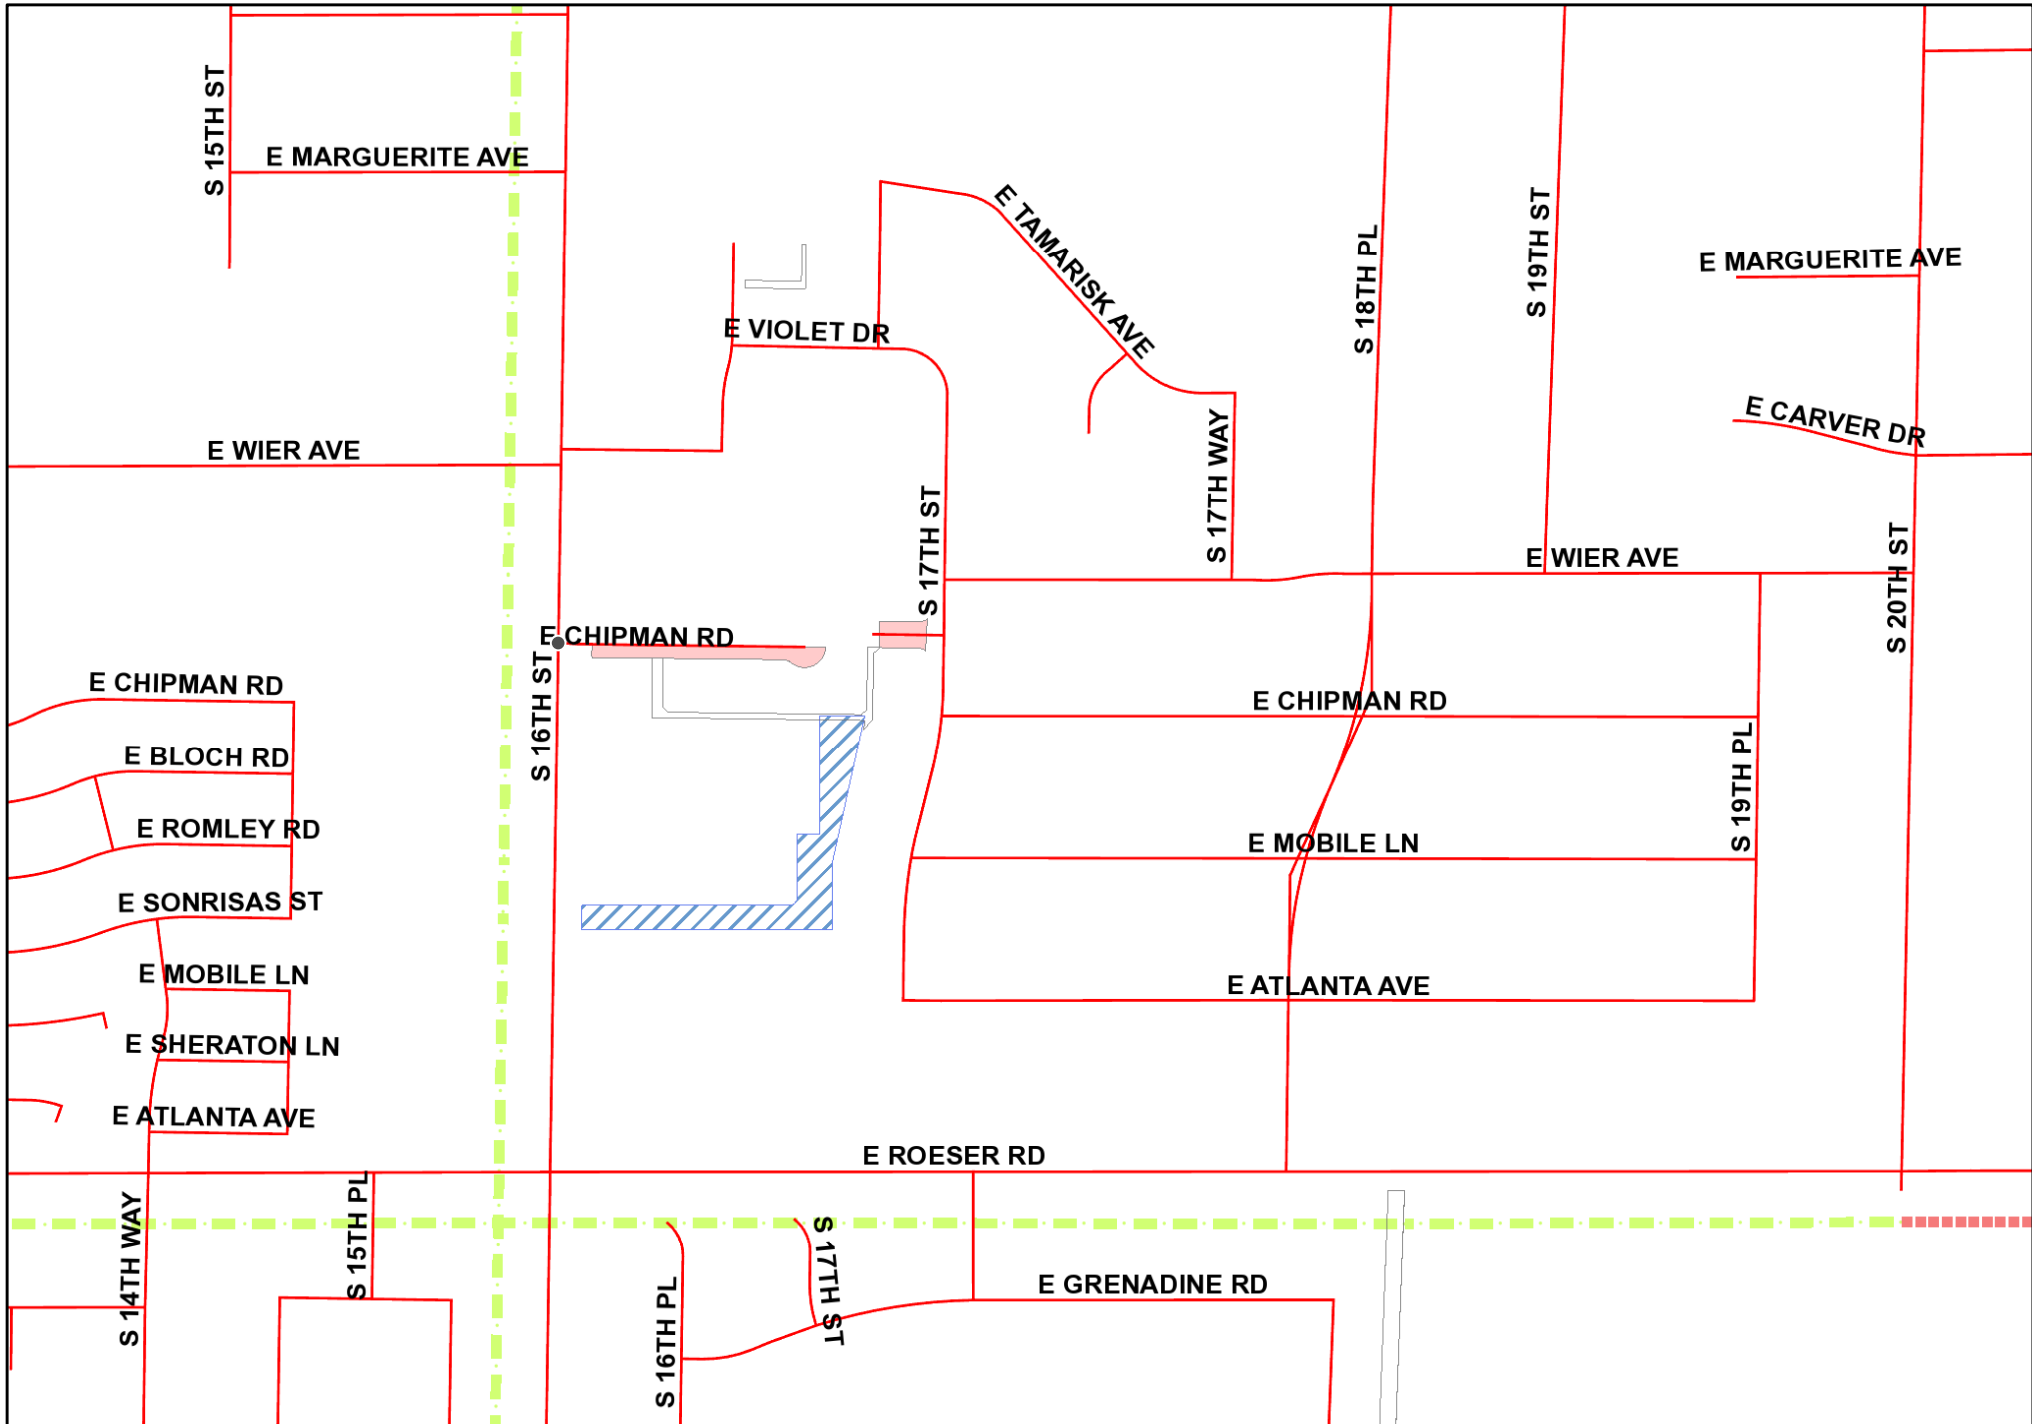 S 15TH ST
E MARGUERITE AVE
E TAMARISK AVE
S 18TH PL
S 19TH ST
E MARGUERITE AVE
E VIOLET DR
E CARVER DR
E WIER AVE
S 17TH WAY
S 17TH ST
E WIER AVE
S 20TH ST
E CHIPMAN RD
S 16TH ST
E CHIPMAN RD
E CHIPMAN RD
E BLOCH RD
S 19TH PL
E ROMLEY RD
E MOBILE LN
E SONRISAS ST
E MOBILE LN
E ATLANTA AVE
E SHERATON LN
E ATLANTA AVE
E ROESER RD
S 14TH WAY
S 15TH PL
S 17TH ST
S 16TH PL
E GRENADINE RD